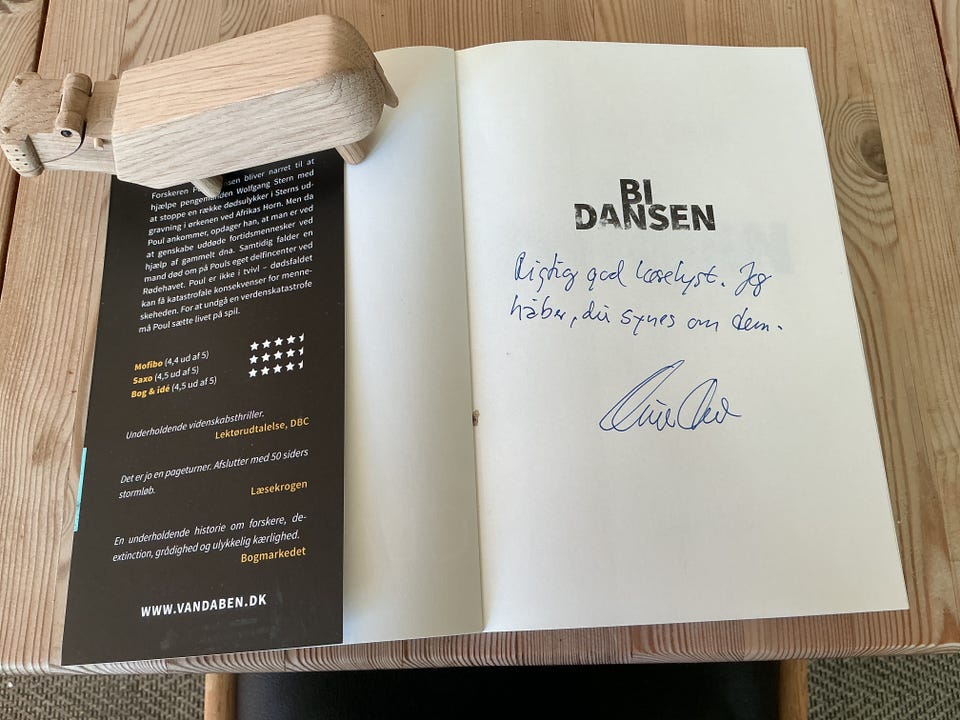 Forskeren P sen bliver narret til at
hjælpe pengemanden Wolfgang Stern med
at stoppe en række dødsulykker i Sterns ud-
gravning i ørkenen ved Afrikas Horn. Men da
Poul ankommer, opdager han, at man er ved
at genskabe uddøde fortidsmennesker ved
hjælp af gammelt dna. Samtidig falder en
mand død om på Pouls eget delfincenter ved
Rødehavet. Poul er ikke i tvivl – dødsfaldet
kan få katastrofale konsekvenser for menne-
skeheden. For at undgå en verdenskatastrofe
må Poul sætte livet på spil.
Mofibo (4,4 ud af 5)
Saxo (4,5 ud af 5)
Bog & idé (4,5 ud af 5)
Underholdende videnskabsthriller.
Lektørudtalelse, DBC
Det er jo en pageturner. Afslutter med 50 siders
stormløb.
Læsekrogen
En underholdende historie om forskere, de-
extinction, grådighed og ulykkelig kærlighed.
Bogmarkedet
WWW.VANDABEN.DK
BI
DANSEN
Rigtig god læselyst. Jeg
håber, du synes om dem.